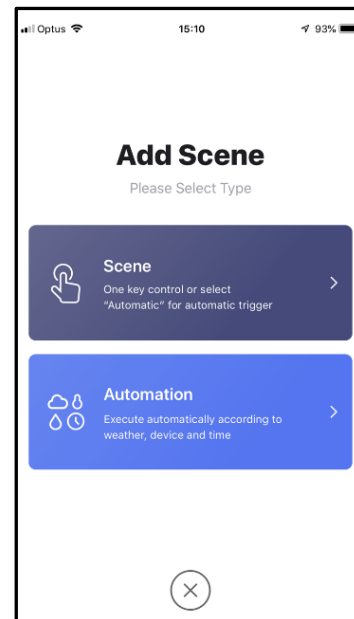 Optus 15:10 93%
Add Scene
Please Select Type
Scene
One key control or select
“Automatic” for automatic trigger
Automation
Execute automatically according to
weather, device and time